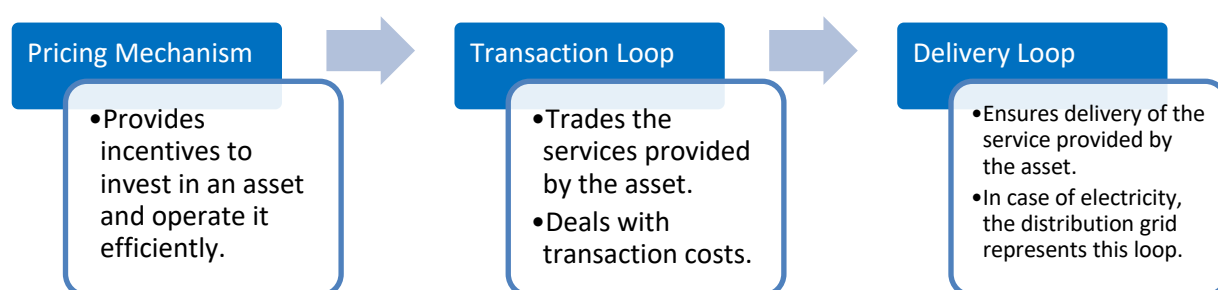 Pricing Mechanism
•Provides
incentives to
invest in an asset
and operate it
efficiently.
Transaction Loop
•Trades the
services provided
by the asset.
•Deals with
transaction costs.
Delivery Loop
•Ensures delivery of the
service provided by
the asset.
•In case of electricity,
the distribution grid
represents this loop.